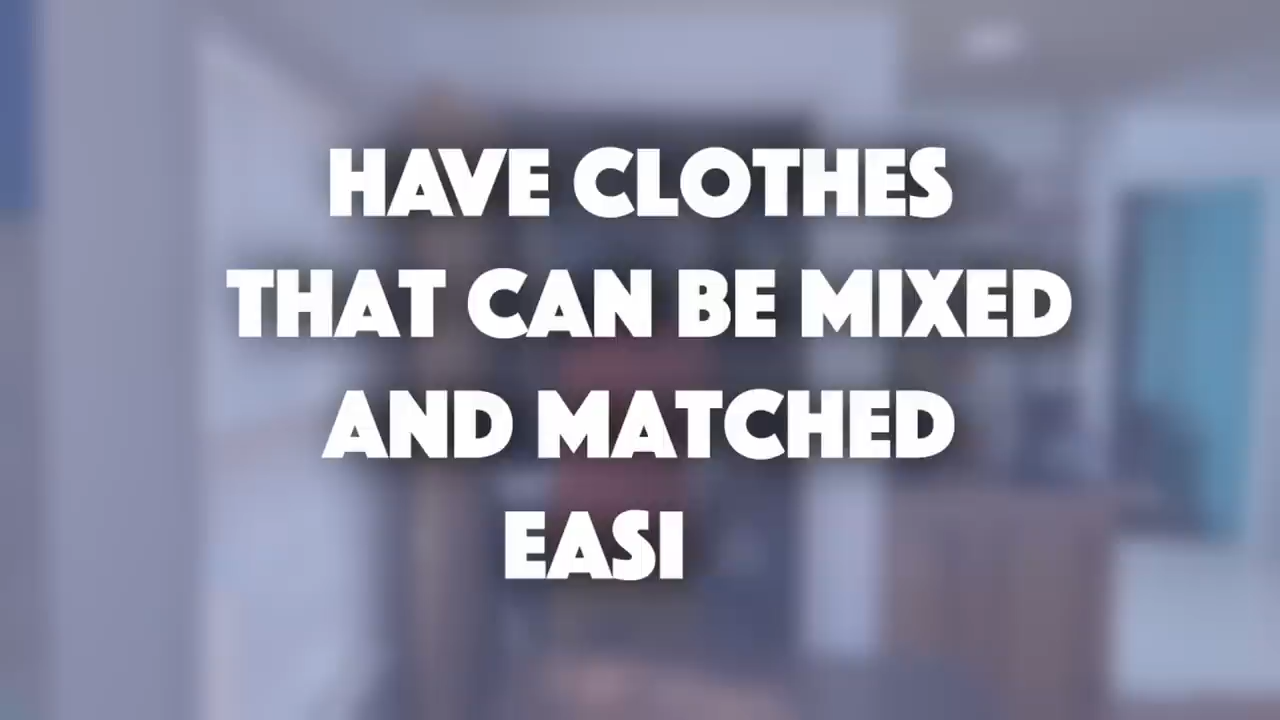 HAVE CLOTHES
THAT CAN BE MIXED
AND MATCHED
EASI